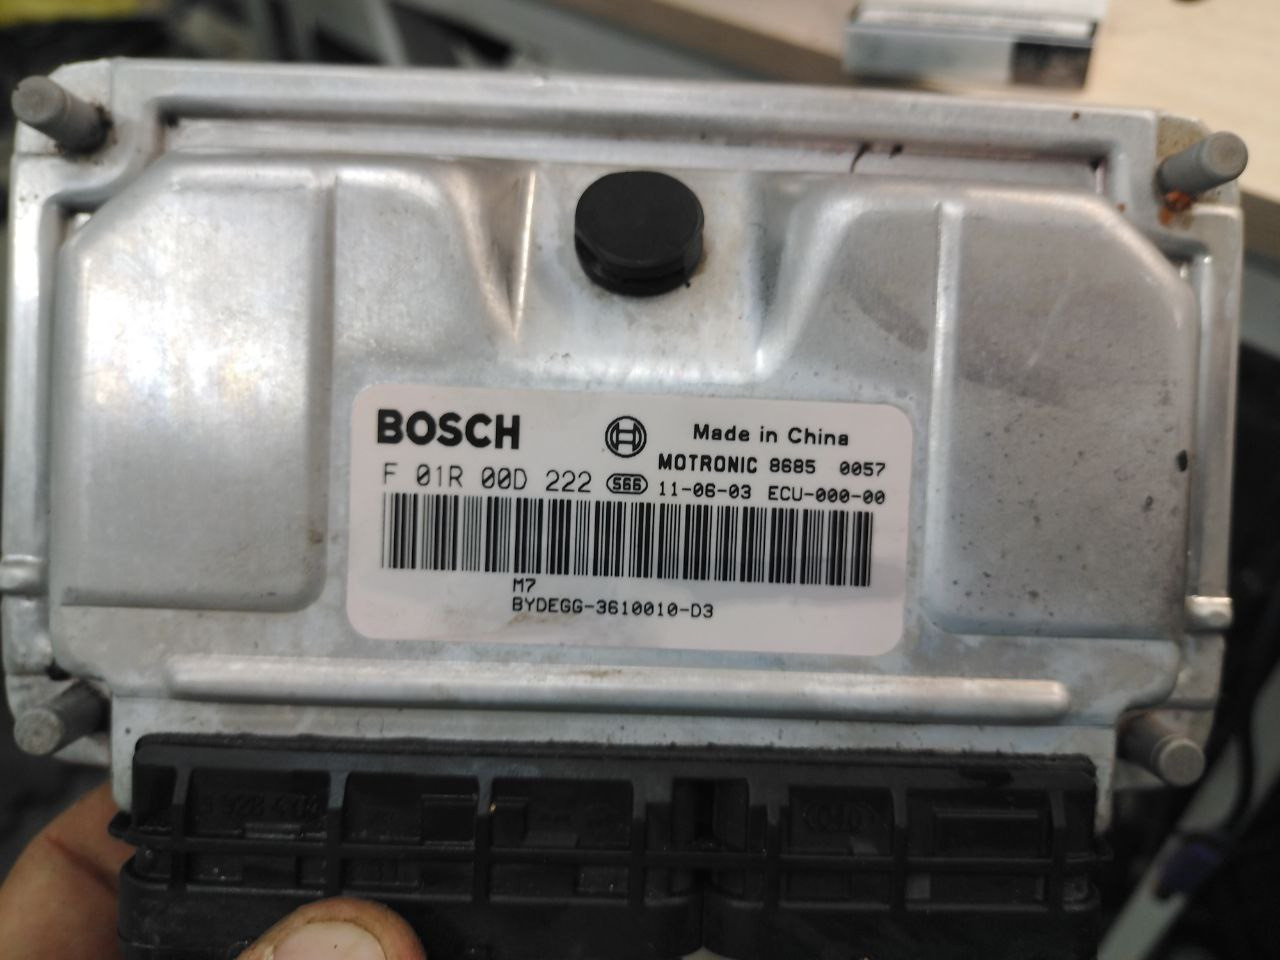 BOSCH
Made in China
MOTRONIC 8685 0057
F 01R 00D 222
566
11-06-03 ECU-000-00
M7
BYDEGG-3610010-D3